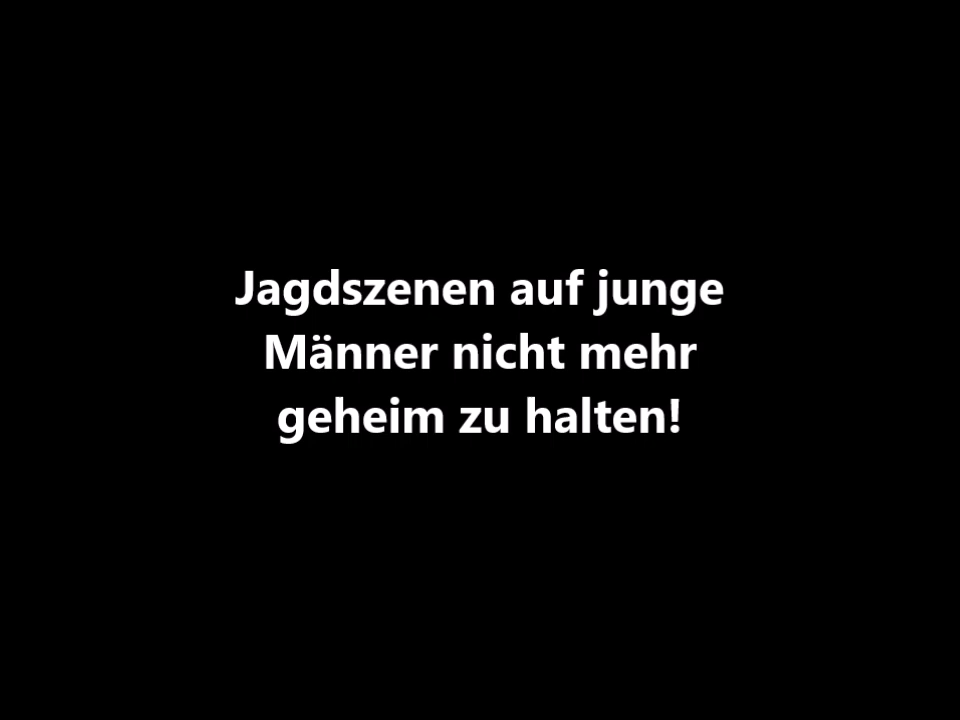 Jagdszenen auf junge
Männer nicht mehr
geheim zu halten!